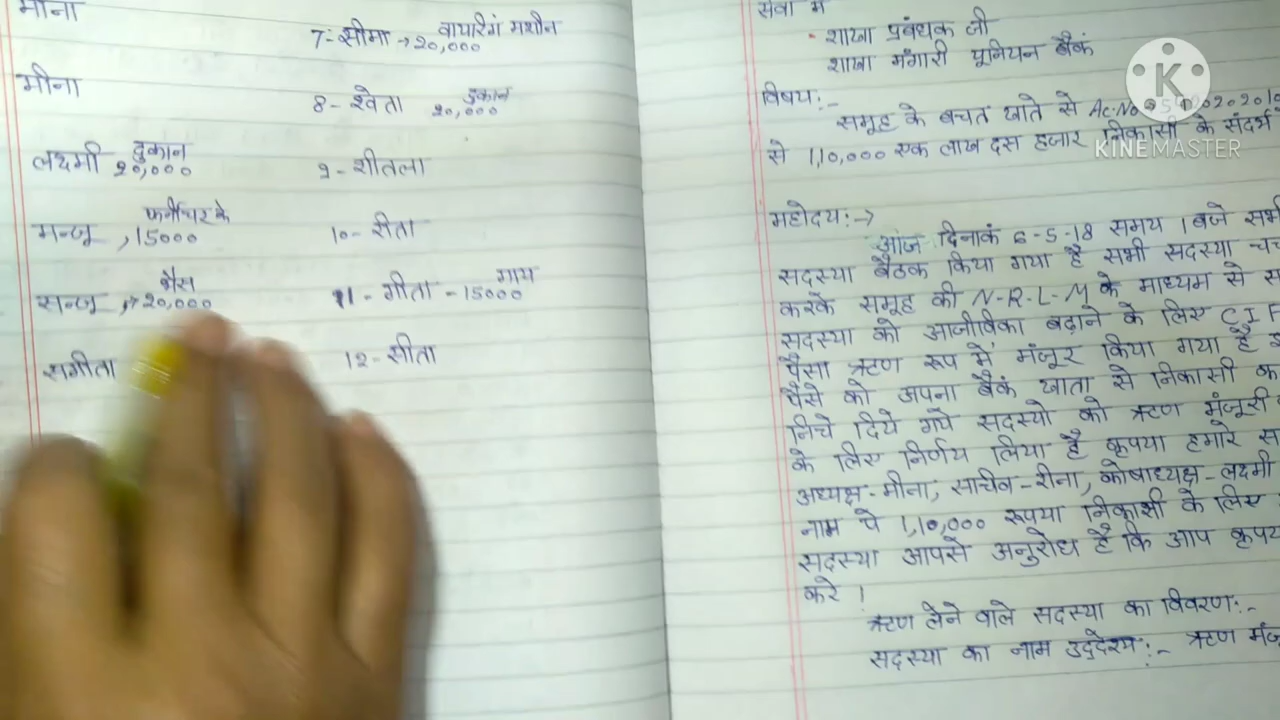 मीना
मीना
लक्ष्मी दुकान 20,000
मन्जू , फर्नीचर के 15000
सन्जू , → भैंस 20,000
संगीता
7- सीमा → वायरिंग मशीन 20,000
8- श्वेता दुकान 20,000
9- शीतला
10- रीता
11- गीता - गाय 15000
12- सीता
सेवा में
शाखा प्रबंधक जी
शाखा मंगारी यूनियन बैंक
विषय:-
समूह के बचत खाते से Ac.No
से 1,10,000 एक लाख दस हजार निकासी के संदर्भ
महोदय:→
आज दिनांक 6-5-18 समय 1 बजे सभी
सदस्या बैठक किया गया है सभी सदस्या
करके समूह की N-R-L-M के माध्यम से
सदस्या को आजीविका बढ़ाने के लिए C I F
पैसा ऋण रूप में मंजूर किया गया है
पैसे को अपना बैंक खाता से निकासी
निचे दिये गये सदस्यो को ऋण मंजूरी
के लिए निर्णय लिया है कृपया हमारे
अध्यक्ष-मीना, सचिव-रीना, कोषाध्यक्ष-लक्ष्मी
नाम पे 1,10,000 रूपया निकासी के लिए
सदस्या आपसे अनुरोध है कि आप
करे ।
ऋण लेने वाले सदस्या का विवरण:-
सदस्या का नाम उद्देश्य:- ऋण
K
KINEMASTER